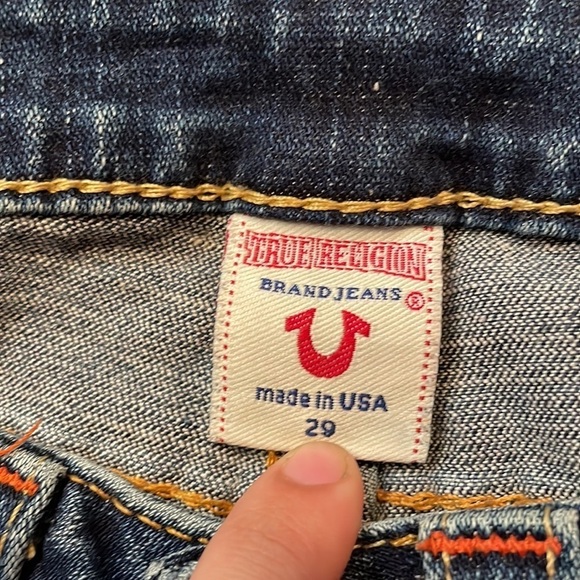 TRUE RELIGION
BRAND JEANS ®
made in USA
29